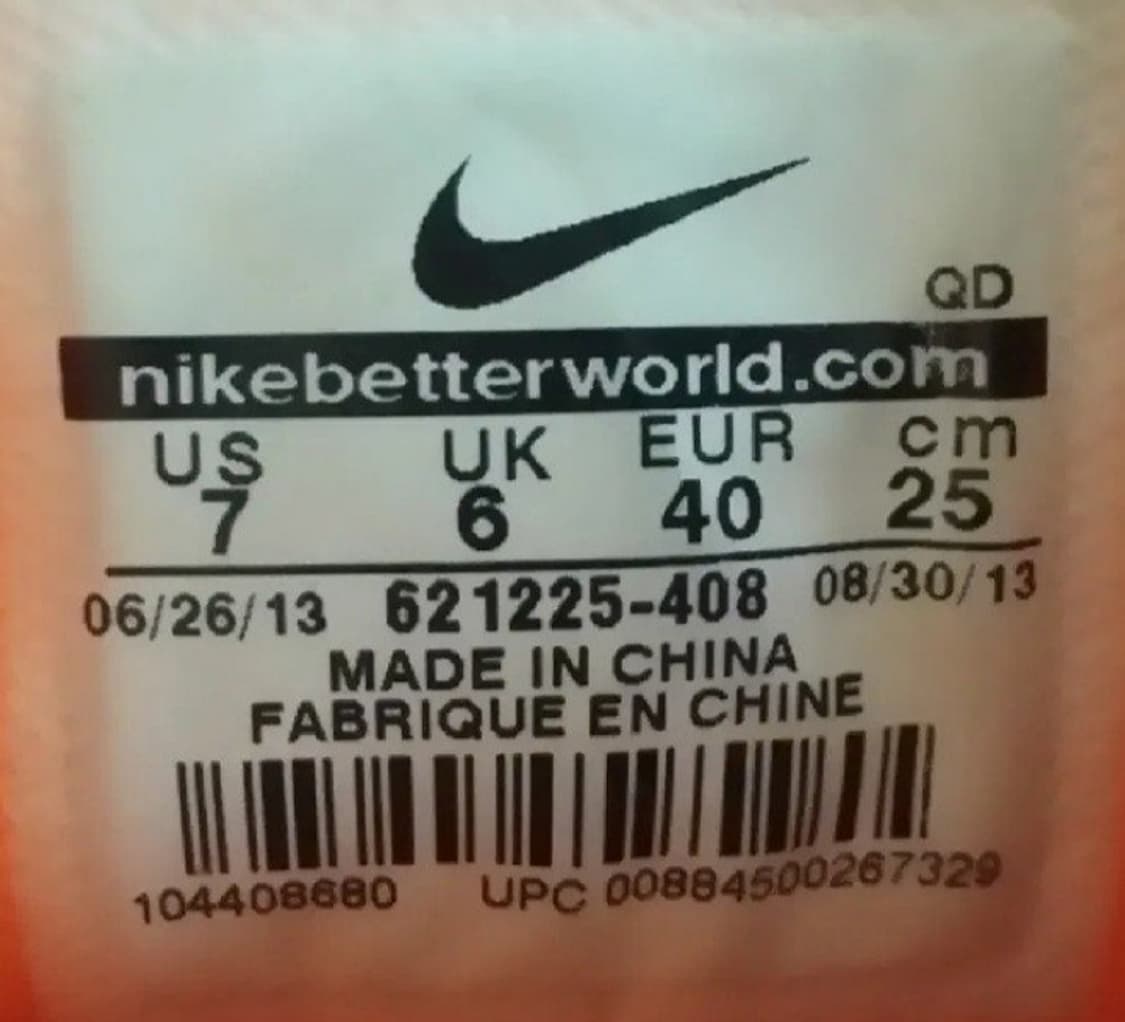 QD
nikebetterworld.com
US UK EUR cm
7 6 40 25
06/26/13 621225-408 08/30/13
MADE IN CHINA
FABRIQUE EN CHINE
104408680 UPC 00884500267329